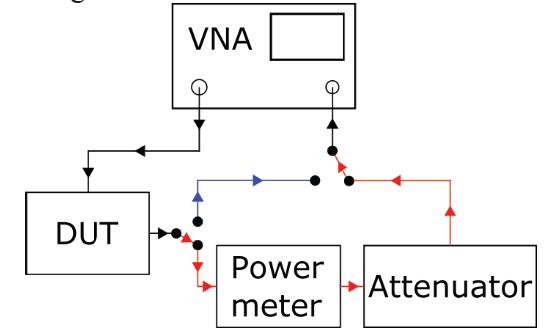 VNA
DUT
Power
meter
Attenuator